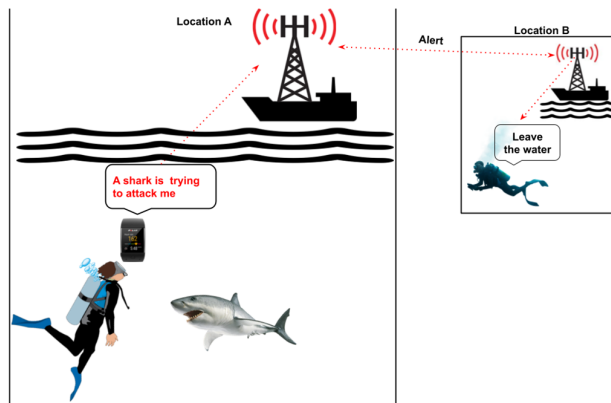 Location A
Alert
Location B
Leave
the water
A shark is trying
to attack me